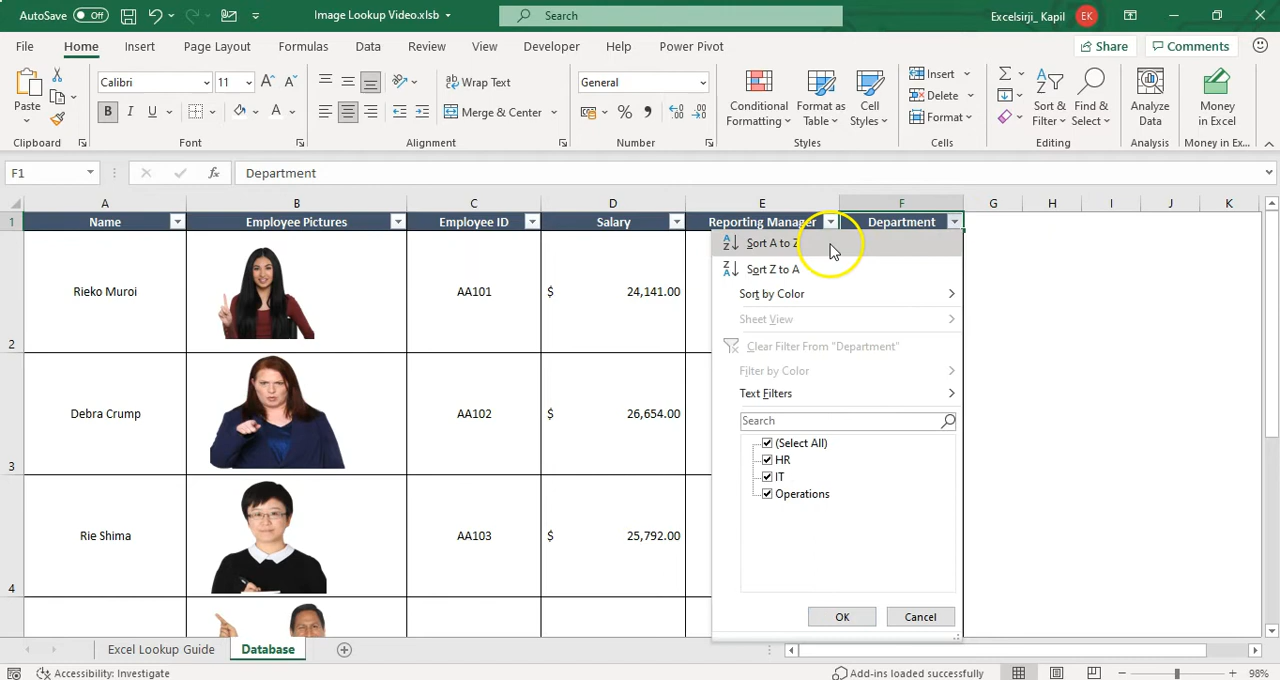 AutoSave Off Image Lookup Video.xlsb Search Excelsirji_ Kapil EK
File Home Insert Page Layout Formulas Data Review View Developer Help Power Pivot Share Comments
Paste Calibri 11 Wrap Text General Conditional Formatting Format as Table Cell Styles Insert Sort & Filter Find & Select Analyze Data Money in Excel
B I U Merge & Center Delete
Format
Clipboard Font Alignment Number Styles Cells Editing Analysis Money in Ex...
F1 fx Department
A B C D E F G H I J K
1 Name Employee Pictures Employee ID Salary Reporting Manager Department
Sort A to Z
Sort Z to A
Sort by Color
2 Rieko Muroi AA101 $ 24,141.00
Sheet View
Clear Filter From "Department"
Filter by Color
Text Filters
3 Debra Crump AA102 $ 26,654.00
Search
(Select All)
HR
IT
Operations
4 Rie Shima AA103 $ 25,792.00
OK Cancel
Excel Lookup Guide Database
Accessibility: Investigate Add-ins loaded successfully 98%